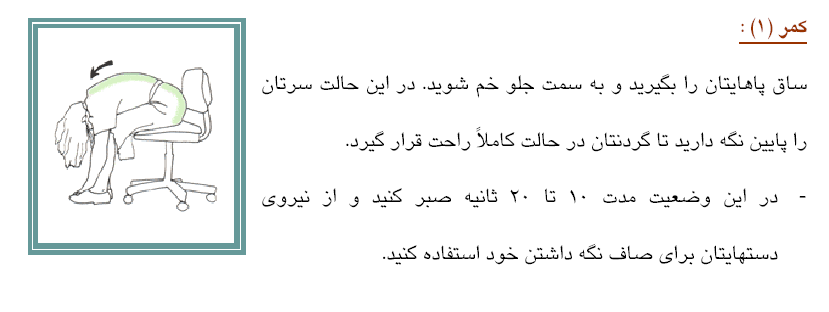 کمر (۱) :
ساق پاهایتان را بگیرید و به سمت جلو خم شوید. در این حالت سرتان
را پایین نگه دارید تا گردنتان در حالت کاملاً راحت قرار گیرد.
- در این وضعیت مدت ۱۰ تا ۲۰ ثانیه صبر کنید و از نیروی
دستهایتان برای صاف نگه داشتن خود استفاده کنید.